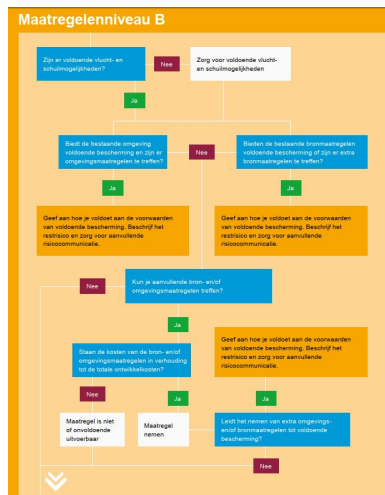 Maatregelenniveau B
Zijn er voldoende vlucht- en
schuilmogelijkheden?
Nee
Zorg voor voldoende vlucht-
en schuilmogelijkheden
Ja
Biedt de bestaande omgeving
voldoende bescherming en zijn er
omgevingsmaatregelen te treffen?
Nee
Bieden de bestaande bronmaatregelen
voldoende bescherming of zijn er extra
bronmaatregelen te treffen?
Ja
Ja
Geef aan hoe je voldoet aan de voorwaarden
van voldoende bescherming. Beschrijf het
restrisico en zorg voor aanvullende
risicocommunicatie.
Geef aan hoe je voldoet aan de voorwaarden
van voldoende bescherming. Beschrijf het
restrisico en zorg voor aanvullende
risicocommunicatie.
Nee
Kun je aanvullende bron- en/of
omgevingsmaatregelen treffen?
Ja
Staan de kosten van de bron- en/of
omgevingsmaatregelen in verhouding
tot de totale ontwikkelkosten?
Geef aan hoe je voldoet aan de voorwaarden
van voldoende bescherming. Beschrijf het
restrisico en zorg voor aanvullende
risicocommunicatie.
Nee
Ja
Ja
Maatregel is niet
of onvoldoende
uitvoerbaar
Maatregel
nemen
Leidt het nemen van extra omgevings-
en/of bronmaatregelen tot voldoende
bescherming?
Nee